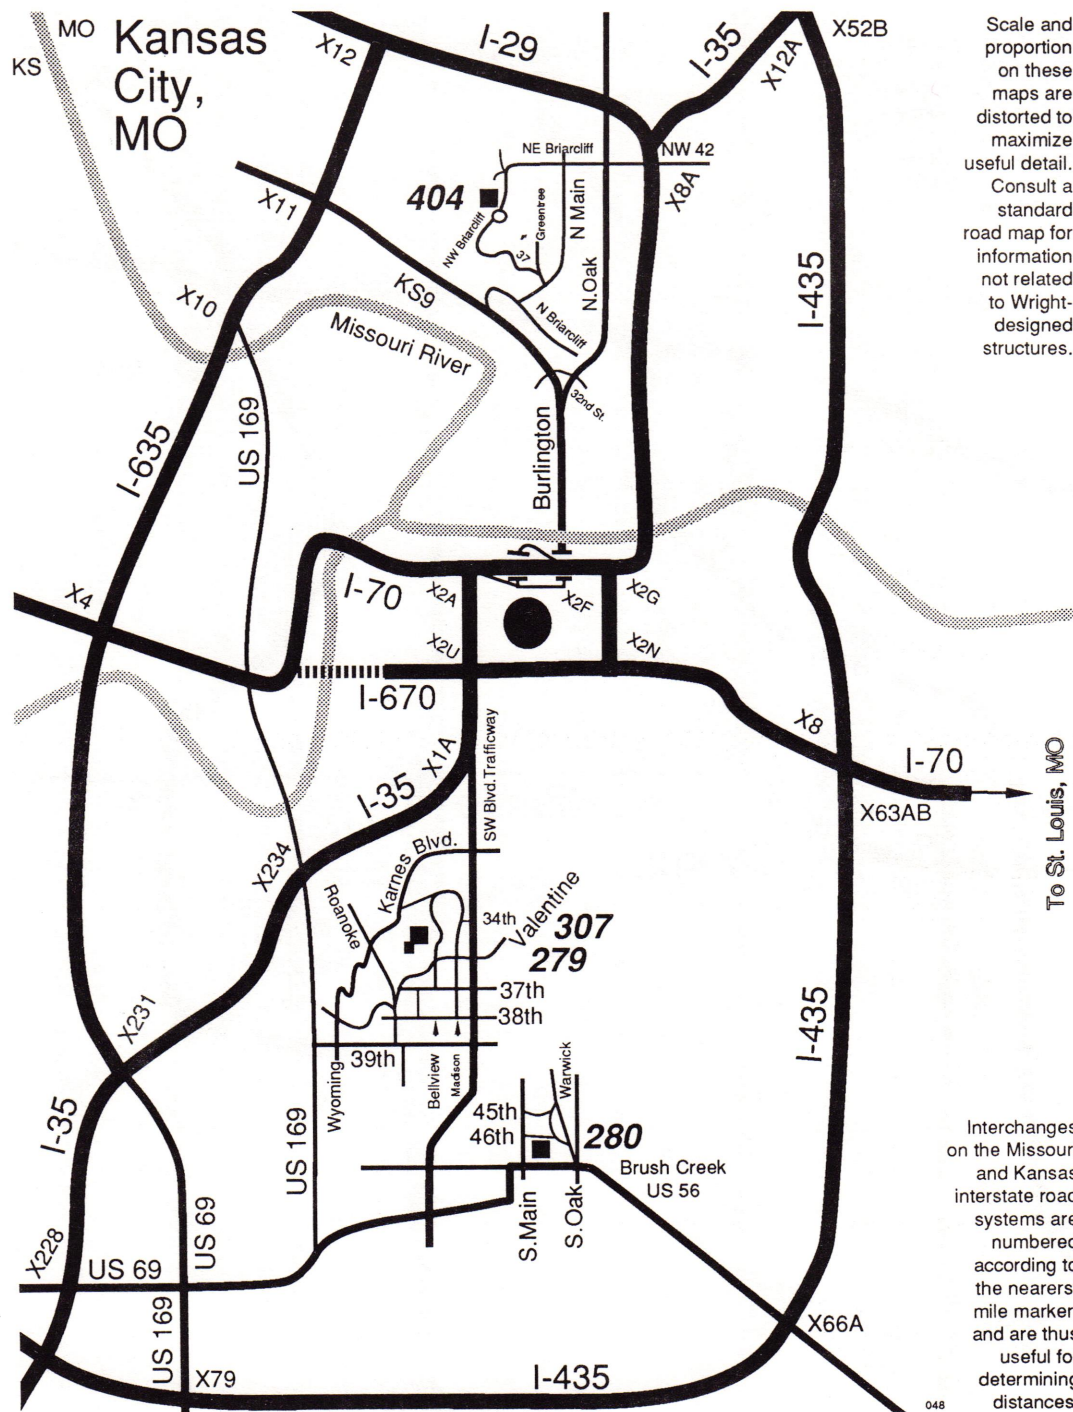 MO
KS
Kansas
City,
MO
Scale and
proportion
on these
maps are
distorted to
maximize
useful detail.
Consult a
standard
road map for
information
not related
to Wright-
designed
structures.
X12
I-29
I-35
X12A
X52B
NE Briarcliff
NW 42
X8A
X11
404
NW Briarcliff
Greentree
37
N Main
N.Oak
I-435
KS9
N Briarcliff
X10
Missouri River
32nd St.
I-635
US 169
Burlington
X4
I-70
X2A
X2F
X2G
X2U
X2N
I-670
X8
I-70
To St. Louis, MO
X63AB
X1A
SW Blvd.Trafficway
I-35
X234
Karnes Blvd.
Roanoke
34th
Valentine
307
279
37th
38th
39th
I-435
X231
Wyoming
Bellview
Madison
Warwick
45th
46th
280
I-35
US 169
Brush Creek
US 56
S.Main
S.Oak
X228
US 69
US 69
US 169
X79
I-435
X66A
Interchanges
on the Missour
and Kansas
interstate road
systems are
numbered
according to
the nearers
mile marker
and are thus
useful fo
determining
distances
048